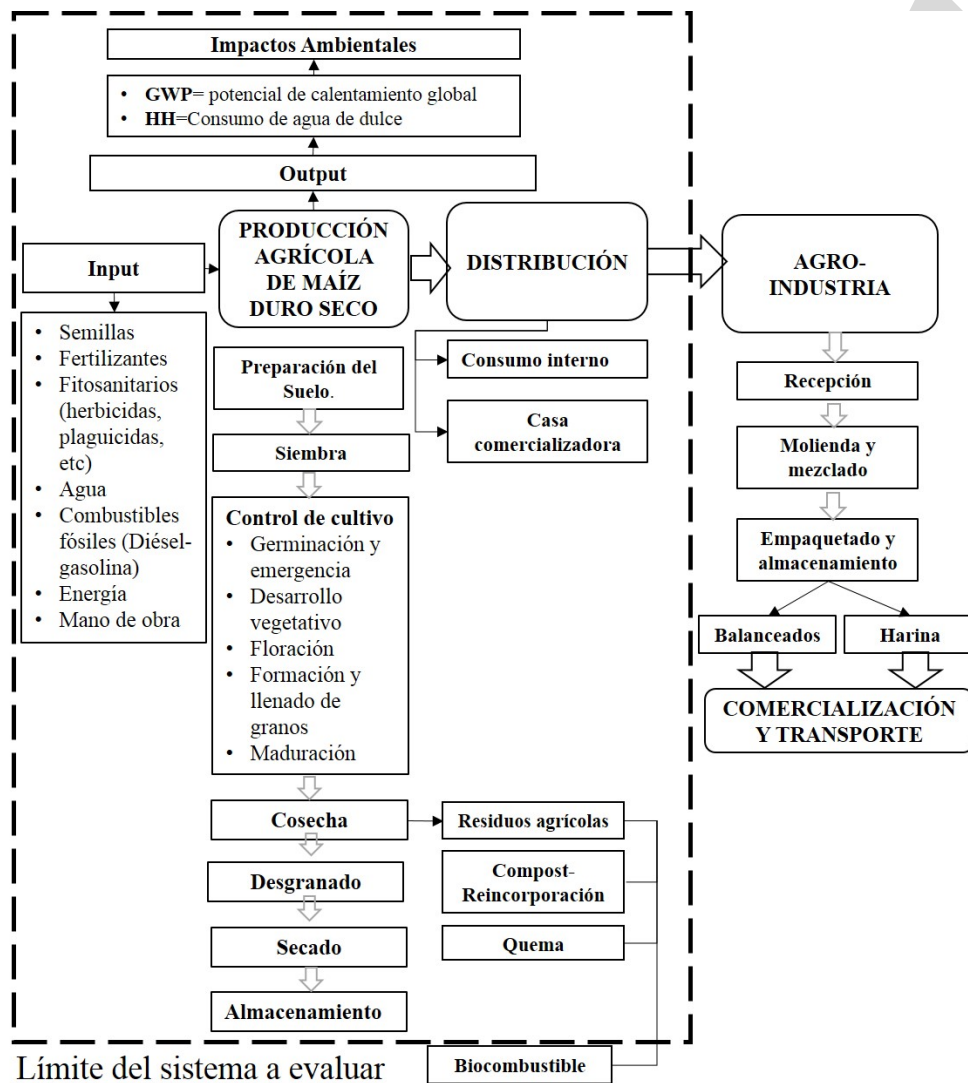 Impactos Ambientales
• GWP= potencial de calentamiento global
• HH=Consumo de agua de dulce
Output
Input
PRODUCCIÓN
AGRÍCOLA
DE MAÍZ
DURO SECO
DISTRIBUCIÓN
AGRO-
INDUSTRIA
• Semillas
• Fertilizantes
• Fitosanitarios
(herbicidas,
plaguicidas,
etc)
• Agua
• Combustibles
fósiles (Diésel-
gasolina)
• Energía
• Mano de obra
Preparación del
Suelo.
Siembra
Control de cultivo
• Germinación y
emergencia
• Desarrollo
vegetativo
• Floración
• Formación y
llenado de
granos
• Maduración
Cosecha
Desgranado
Secado
Almacenamiento
Consumo interno
Casa
comercializadora
Residuos agrícolas
Compost-
Reincorporación
Quema
Biocombustible
Recepción
Molienda y
mezclado
Empaquetado y
almacenamiento
Balanceados
Harina
COMERCIALIZACIÓN
Y TRANSPORTE
Límite del sistema a evaluar